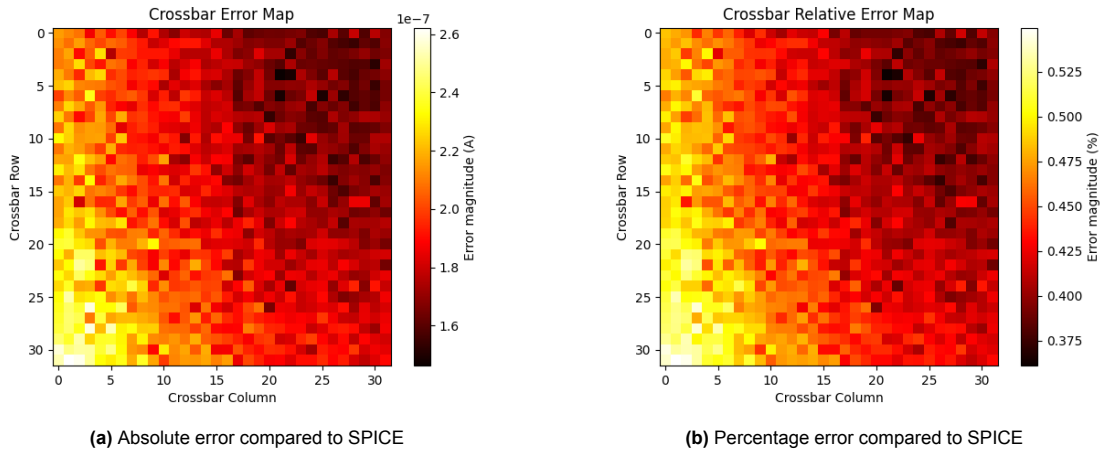 Crossbar Error Map
1e−7
0
5
10
15
20
25
30
Crossbar Row
0 5 10 15 20 25 30
Crossbar Column
2.6
2.4
2.2
2.0
1.8
1.6
Error magnitude (A)
(a) Absolute error compared to SPICE
Crossbar Relative Error Map
0
5
10
15
20
25
30
Crossbar Row
0 5 10 15 20 25 30
Crossbar Column
0.525
0.500
0.475
0.450
0.425
0.400
0.375
Error magnitude (%)
(b) Percentage error compared to SPICE